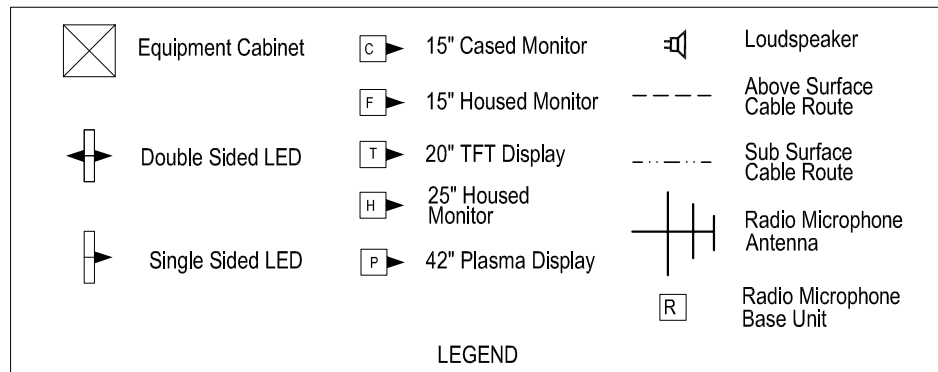 Equipment Cabinet
Double Sided LED
Single Sided LED
C 15" Cased Monitor
F 15" Housed Monitor
T 20" TFT Display
H 25" Housed
Monitor
P 42" Plasma Display
Loudspeaker
Above Surface
Cable Route
Sub Surface
Cable Route
Radio Microphone
Antenna
R Radio Microphone
Base Unit
LEGEND